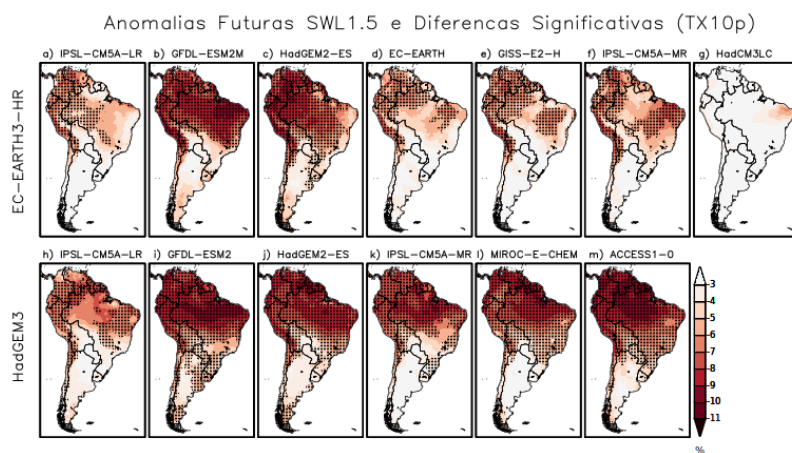 Anomalias Futuras SWL1.5 e Diferencas Significativas (TX10p)
a) IPSL-CM5A-LR b) GFDL-ESM2M c) HadGEM2-ES d) EC-EARTH e) GISS-E2-H f) IPSL-CM5A-MR g) HadCM3LC
EC-EARTH3-HR
h) IPSL-CM5A-LR i) GFDL-ESM2 j) HadGEM2-ES k) IPSL-CM5A-MR l) MIROC-E-CHEM m) ACCESS1-0
HadGEM3
-3
-4
-5
-6
-7
-8
-9
-10
-11
%